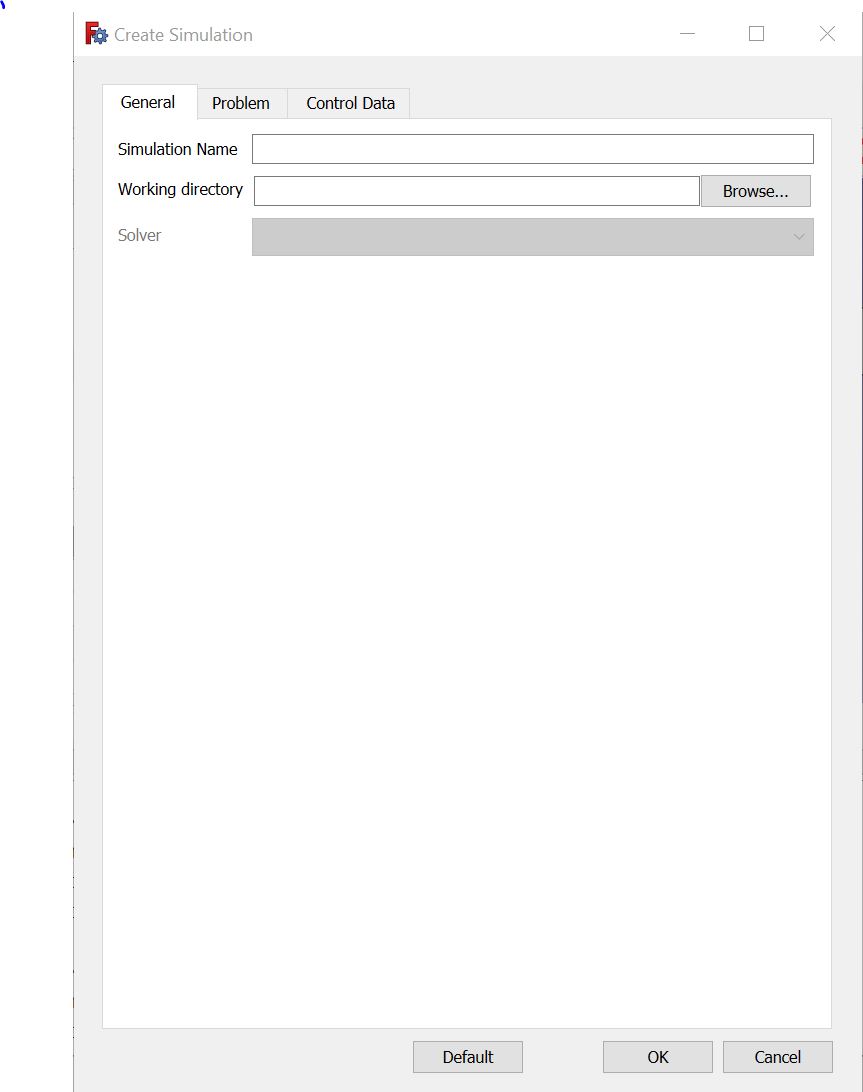 Create Simulation
General Problem Control Data
Simulation Name
Working directory Browse...
Solver
Default OK Cancel